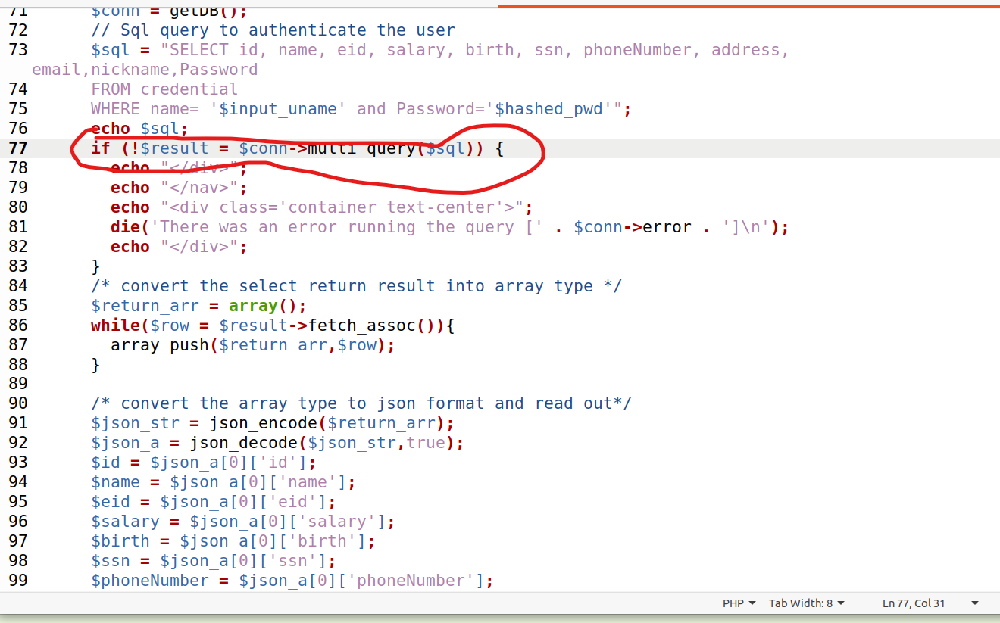 71 $conn = getDB();
72 // Sql query to authenticate the user
73 $sql = "SELECT id, name, eid, salary, birth, ssn, phoneNumber, address,
email,nickname,Password
74 FROM credential
75 WHERE name= '$input_uname' and Password='$hashed_pwd'";
76 echo $sql;
77 if (!$result = $conn->multi_query($sql)) {
78 echo "</div>";
79 echo "</nav>";
80 echo "<div class='container text-center'>";
81 die('There was an error running the query [' . $conn->error . ']\n');
82 echo "</div>";
83 }
84 /* convert the select return result into array type */
85 $return_arr = array();
86 while($row = $result->fetch_assoc()){
87 array_push($return_arr,$row);
88 }
89
90 /* convert the array type to json format and read out*/
91 $json_str = json_encode($return_arr);
92 $json_a = json_decode($json_str,true);
93 $id = $json_a[0]['id'];
94 $name = $json_a[0]['name'];
95 $eid = $json_a[0]['eid'];
96 $salary = $json_a[0]['salary'];
97 $birth = $json_a[0]['birth'];
98 $ssn = $json_a[0]['ssn'];
99 $phoneNumber = $json_a[0]['phoneNumber'];
PHP Tab Width: 8 Ln 77, Col 31